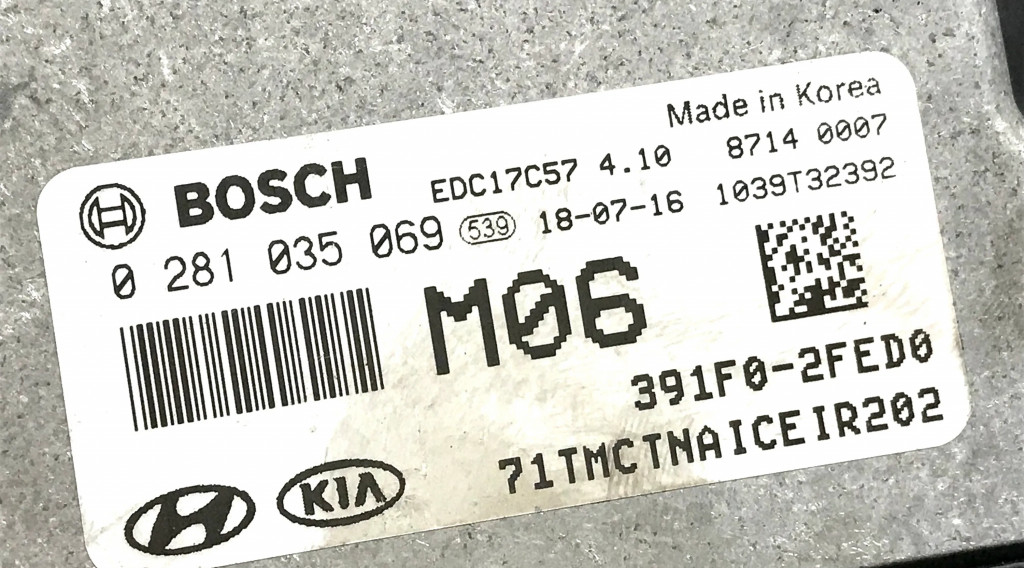 Made in Korea
BOSCH EDC17C57 4.10 8714 0007
0 281 035 069 539 18-07-16 1039T32392
M06
391F0-2FED0
71TMCTNAICEIR202
KIA